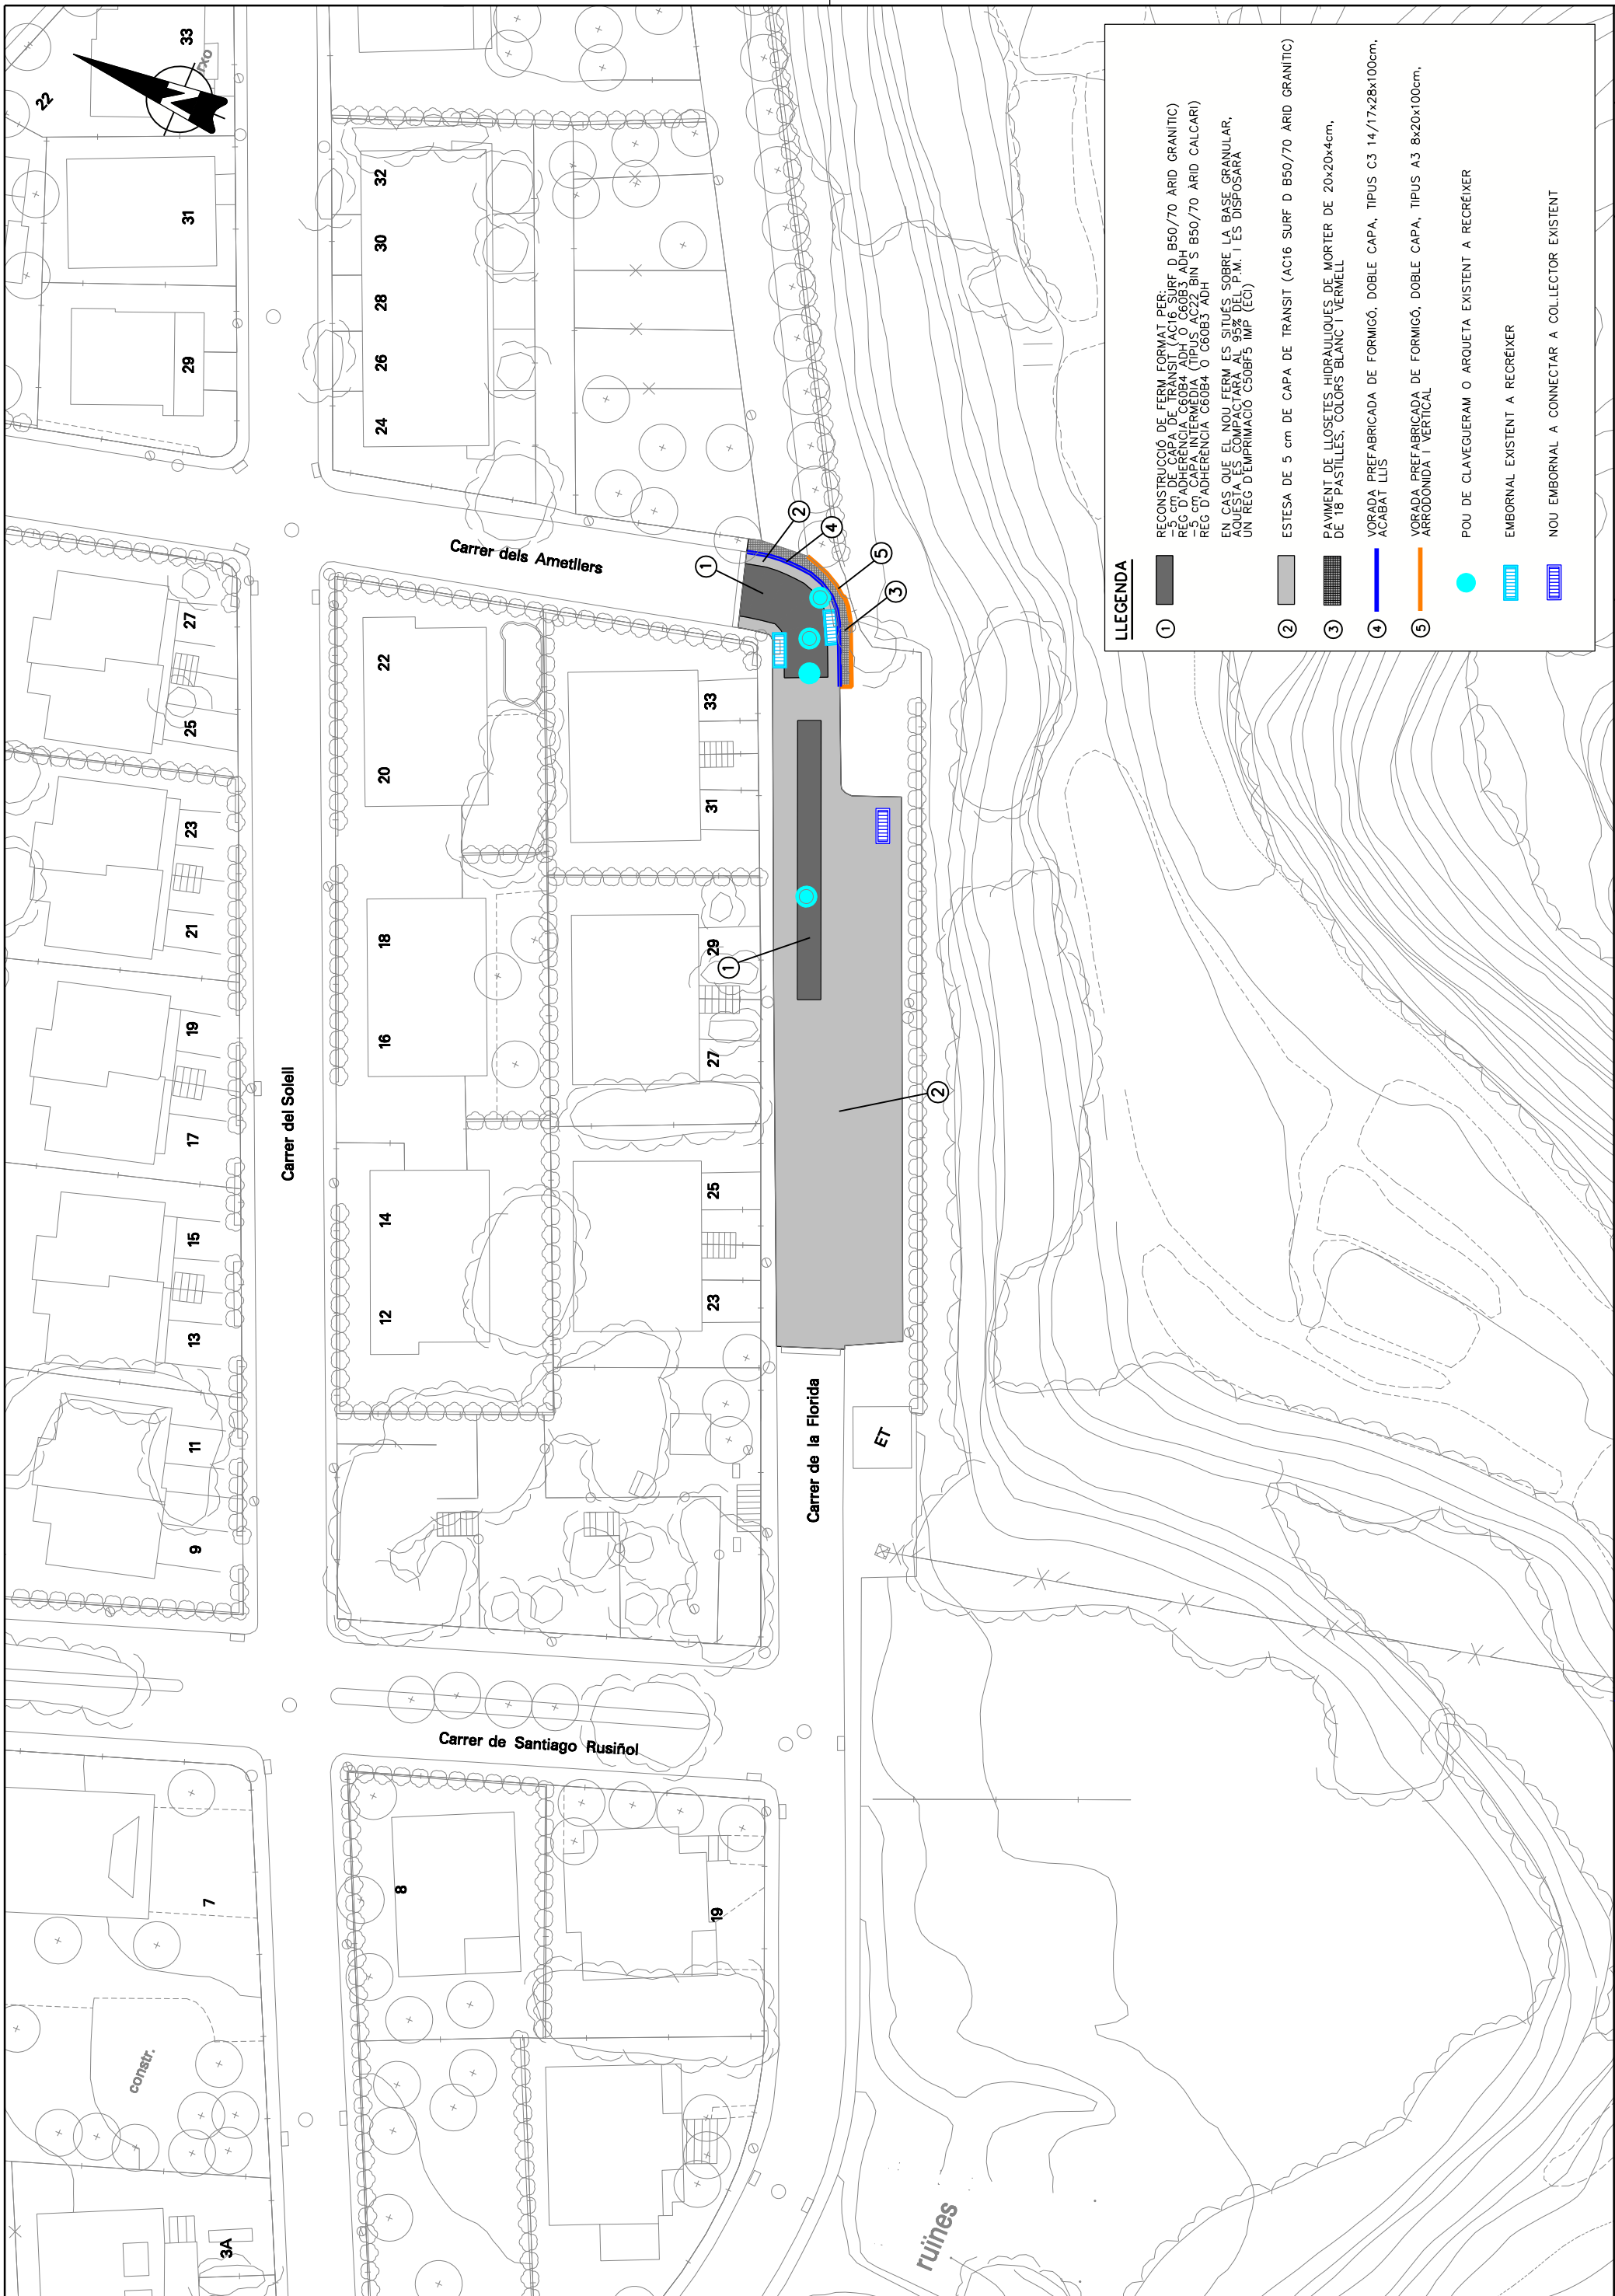 LLEGENDA
1
RECONSTRUCCIÓ DE FERM FORMAT PER:
-5 cm DE CAPA DE TRÀNSIT (AC16 SURF D B50/70 ÀRID GRANÍTIC)
REG D'ADHERÈNCIA C60B4 ADH O C60B3 ADH
-5 cm CAPA INTERMÈDIA (TIPUS AC22 BIN S B50/70 ÀRID CALCARI)
REG D'ADHERÈNCIA C60B4 O C60B3 ADH
EN CAS QUE EL NOU FERM ES SITUÉS SOBRE LA BASE GRANULAR,
AQUESTA ES COMPACTARÀ AL 95% DEL P.M. I ES DISPOSARÀ
UN REG D'EMPRIMACIÓ C50BF5 IMP (ECI)
2
ESTESA DE 5 cm DE CAPA DE TRÀNSIT (AC16 SURF D B50/70 ÀRID GRANÍTIC)
3
PAVIMENT DE LLOSETES HIDRÀULIQUES DE MORTER DE 20x20x4cm,
DE 18 PASTILLES, COLORS BLANC I VERMELL
4
VORADA PREFABRICADA DE FORMIGÓ, DOBLE CAPA, TIPUS C3 14/17x28x100cm,
ACABAT LLIS
5
VORADA PREFABRICADA DE FORMIGÓ, DOBLE CAPA, TIPUS A3 8x20x100cm,
ARRODONIDA I VERTICAL
POU DE CLAVEGUERAM O ARQUETA EXISTENT A RECRÉIXER
EMBORNAL EXISTENT A RECRÉIXER
NOU EMBORNAL A CONNECTAR A COL.LECTOR EXISTENT
3A
7
9
11
13
15
17
19
21
23
25
27
29
31
33
22
N
constr.
Carrer del Solell
8
12
14
16
18
20
22
24
26
28
30
32
Carrer de Santiago Rusiñol
Carrer dels Ametllers
19
23
25
27
29
31
33
1
1
2
4
5
3
2
Carrer de la Florida
ET
ruines